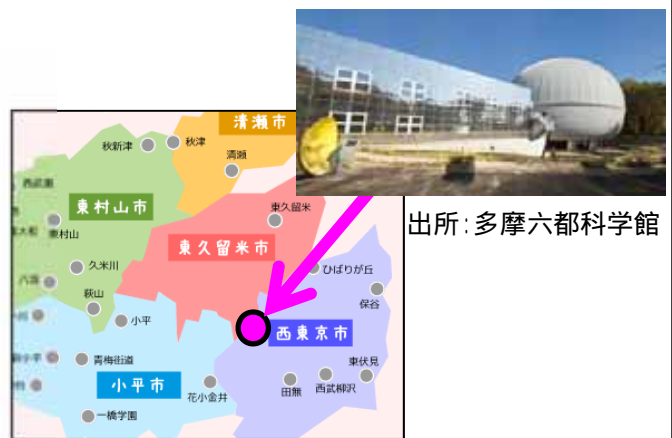 清瀬市
秋新津
秋津
清瀬
西武園
東村山市
東久留米
東村山
東久留米市
久米川
ひばりが丘
八坂
萩山
保谷
小平
西東京市
青梅街道
東伏見
小平市
花小金井
田無
西武柳沢
一橋学園
出所:多摩六都科学館